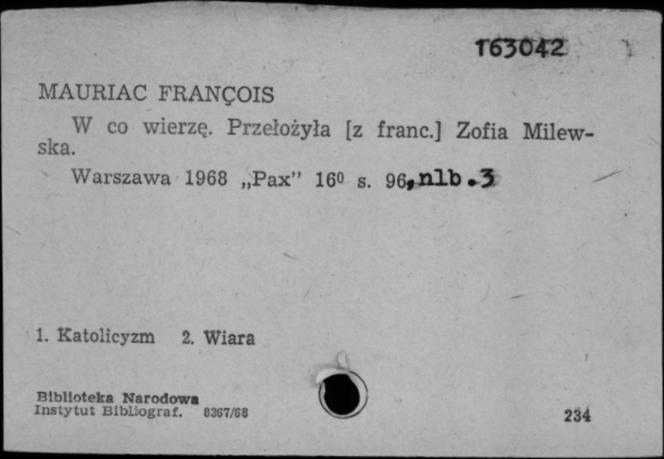 T63042
MAURIAC FRANÇOIS
W co wierzę. Przełożyła [z franc.] Zofia Milew-
ska.
Warszawa 1968 „Pax” 16⁰ s. 96,nlb.3
1. Katolicyzm 2. Wiara
Biblioteka Narodowa
Instytut Bibliograf. 8367/68
234